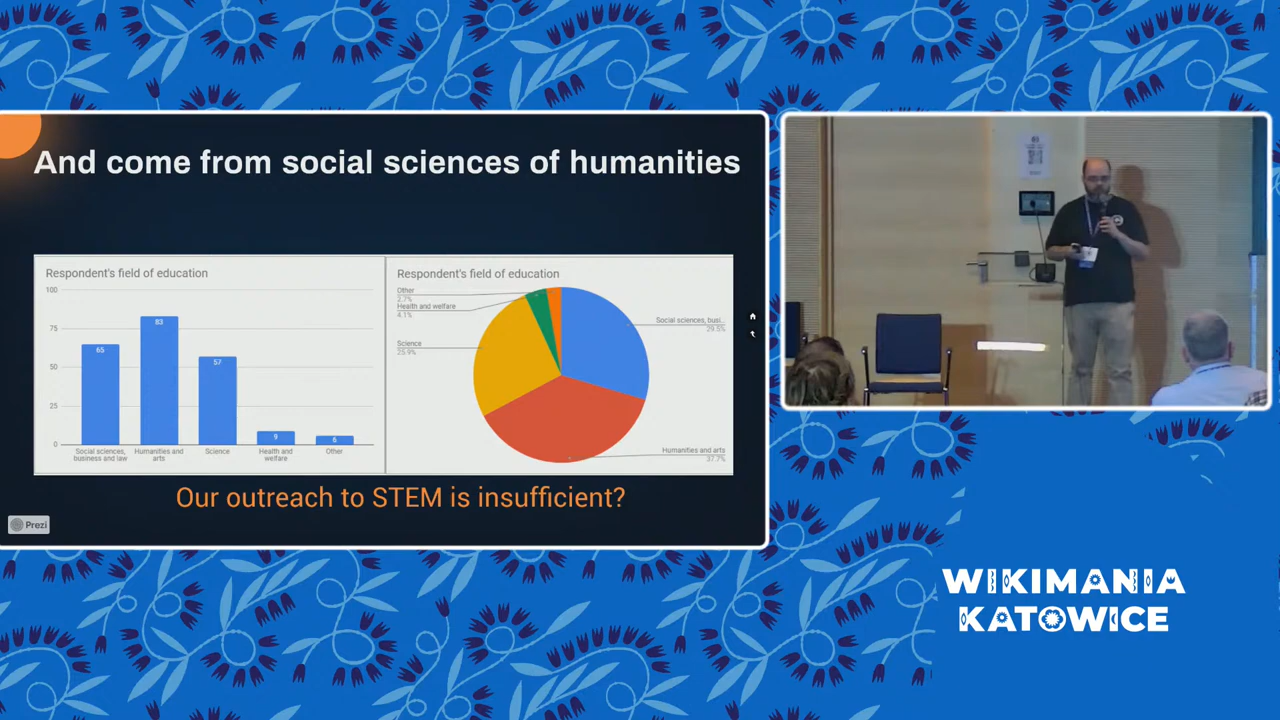 And come from social sciences of humanities
Respondent's field of education
100
75
50
25
0
65
83
57
9
6
Social sciences,
business and law
Humanities and
arts
Science
Health and
welfare
Other
Respondent's field of education
Other
2.7%
Health and welfare
4.1%
Science
25.9%
Social sciences, busi...
29.5%
Humanities and arts
37.7%
Our outreach to STEM is insufficient?
Prezi
WIKIMANIA
KATOWICE